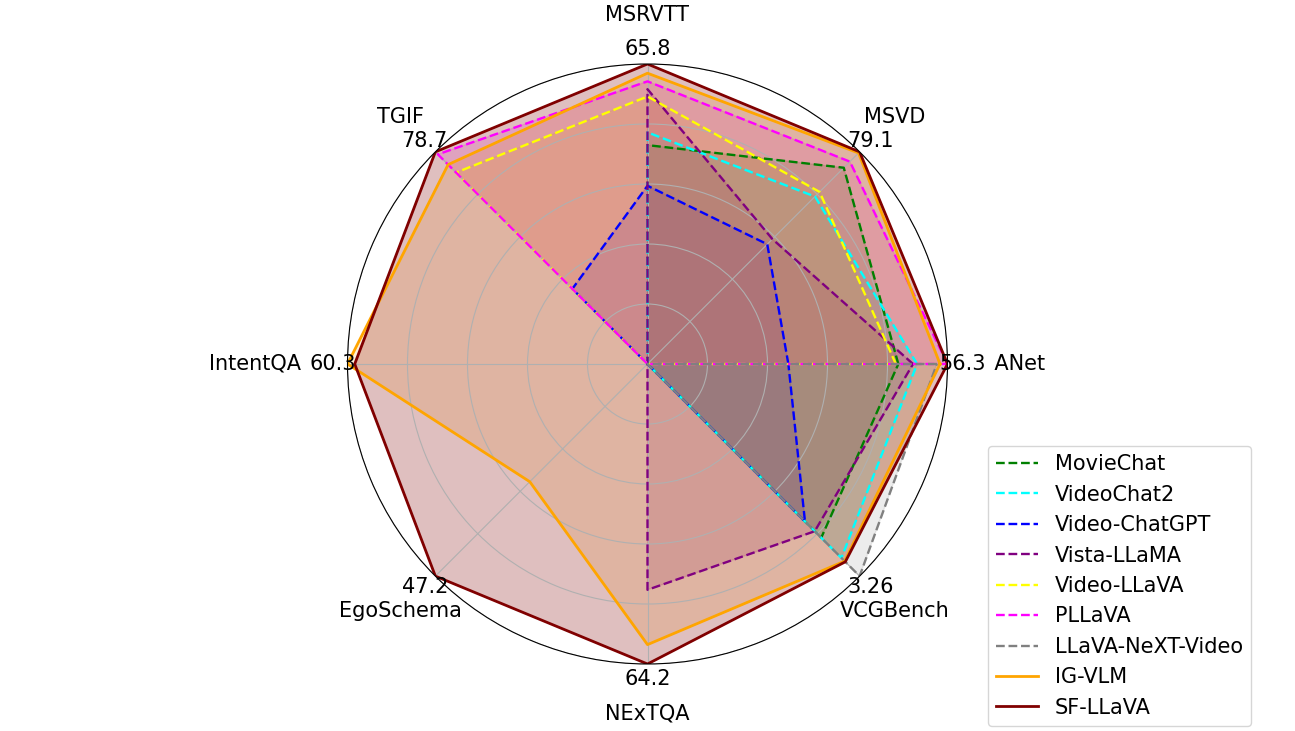 MSRVTT
65.8
TGIF
78.7
MSVD
79.1
IntentQA 60.3
56.3 ANet
47.2
EgoSchema
3.26
VCGBench
64.2
NExTQA
MovieChat
VideoChat2
Video-ChatGPT
Vista-LLaMA
Video-LLaVA
PLLaVA
LLaVA-NeXT-Video
IG-VLM
SF-LLaVA